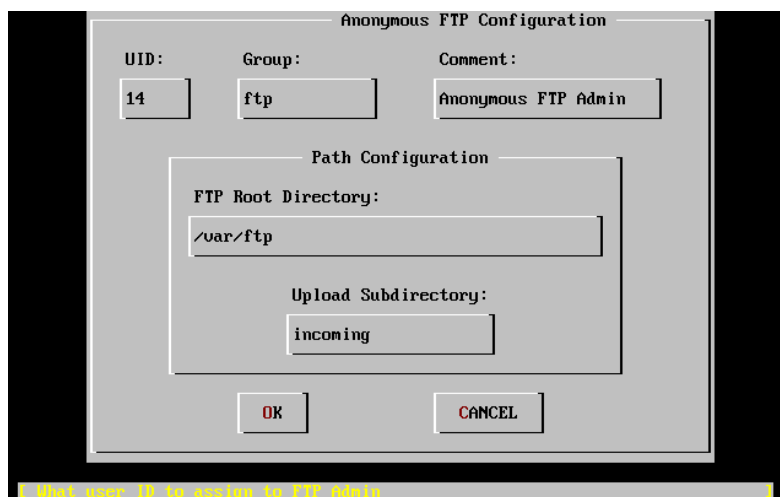 Anonymous FTP Configuration
UID: Group: Comment:
14 ftp Anonymous FTP Admin
Path Configuration
FTP Root Directory:
/var/ftp
Upload Subdirectory:
incoming
OK CANCEL
[ What user ID to assign to FTP Admin ]